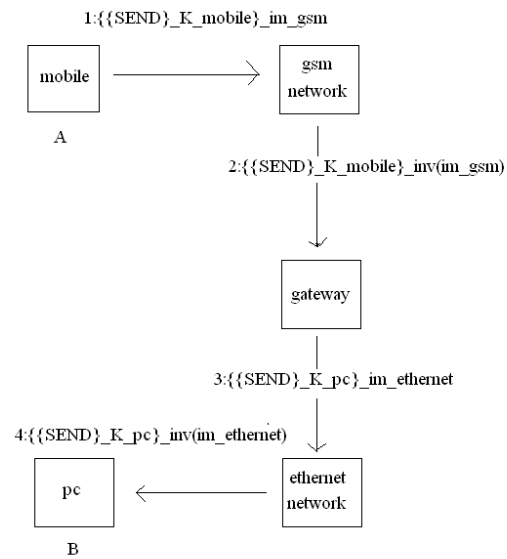 1:{{SEND}_K_mobile}_im_gsm
mobile
gsm
network
A
2:{{SEND}_K_mobile}_inv(im_gsm)
gateway
3:{{SEND}_K_pc}_im_ethernet
4:{{SEND}_K_pc}_inv(im_ethernet)
pc
ethernet
network
B